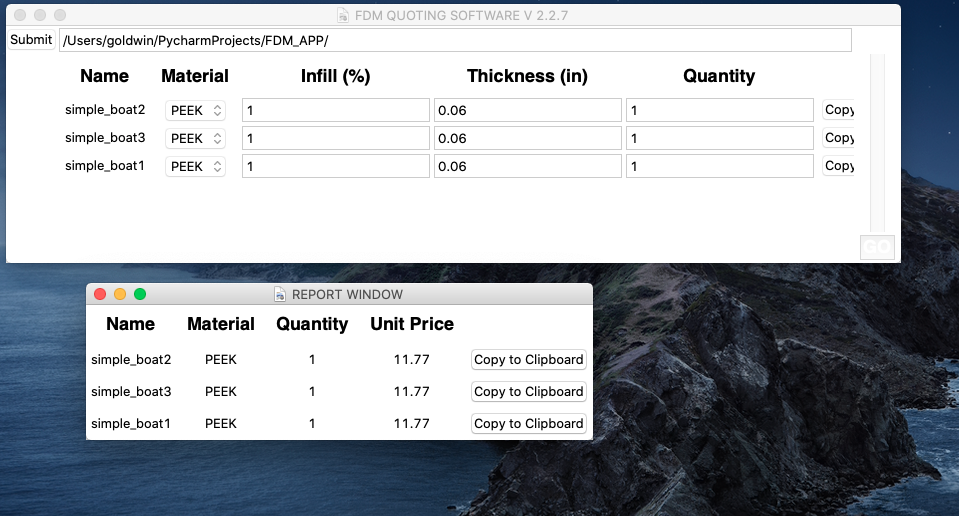 FDM QUOTING SOFTWARE V 2.2.7
Submit /Users/goldwin/PycharmProjects/FDM_APP/
Name Material Infill (%) Thickness (in) Quantity
simple_boat2 PEEK 1 0.06 1 Copy
simple_boat3 PEEK 1 0.06 1 Copy
simple_boat1 PEEK 1 0.06 1 Copy
GO
REPORT WINDOW
Name Material Quantity Unit Price
simple_boat2 PEEK 1 11.77 Copy to Clipboard
simple_boat3 PEEK 1 11.77 Copy to Clipboard
simple_boat1 PEEK 1 11.77 Copy to Clipboard